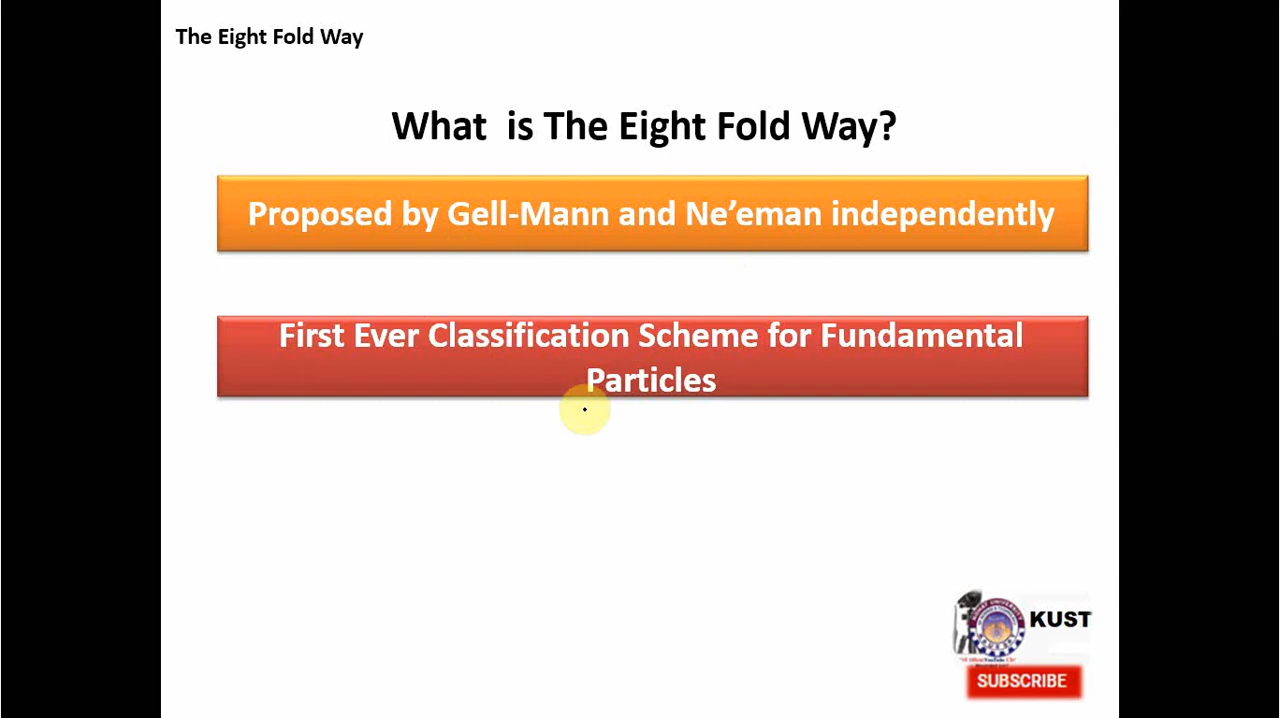 The Eight Fold Way
What is The Eight Fold Way?
Proposed by Gell-Mann and Ne’eman independently
First Ever Classification Scheme for Fundamental
Particles
KUST
SUBSCRIBE